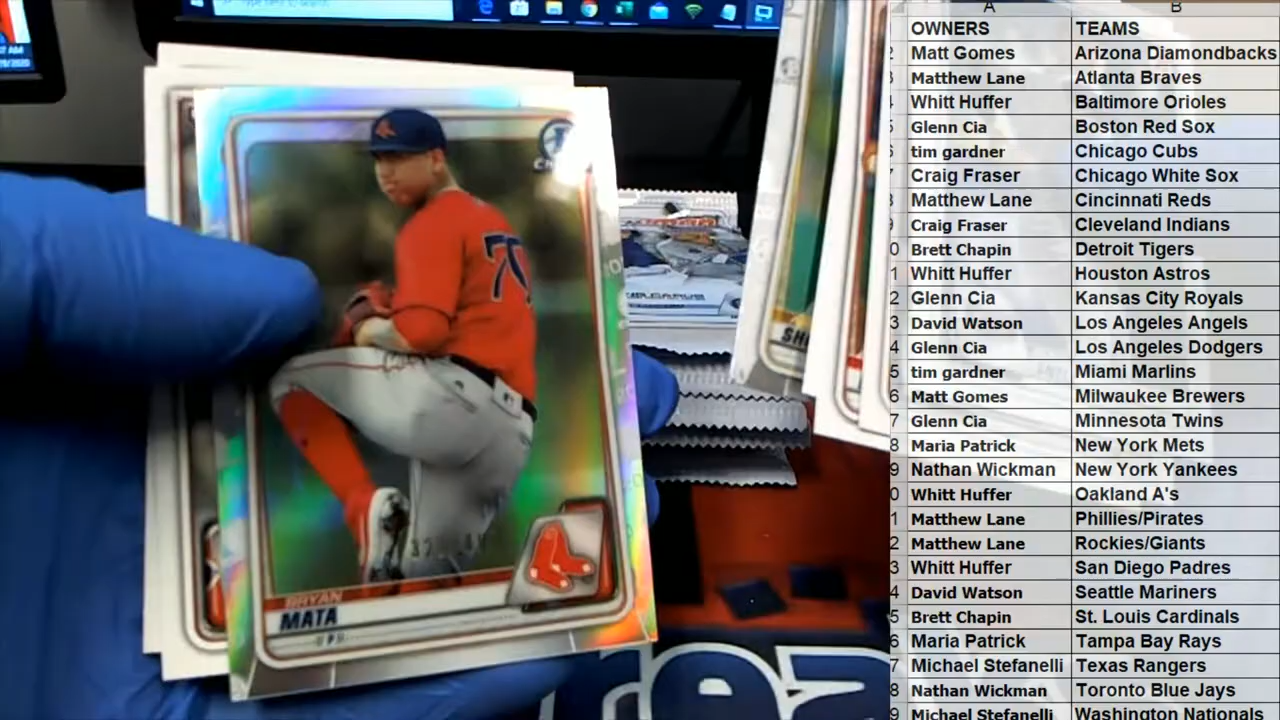 A B
OWNERS TEAMS
Matt Gomes Arizona Diamondbacks
Matthew Lane Atlanta Braves
Whitt Huffer Baltimore Orioles
Glenn Cia Boston Red Sox
tim gardner Chicago Cubs
Craig Fraser Chicago White Sox
Matthew Lane Cincinnati Reds
Craig Fraser Cleveland Indians
Brett Chapin Detroit Tigers
Whitt Huffer Houston Astros
Glenn Cia Kansas City Royals
David Watson Los Angeles Angels
Glenn Cia Los Angeles Dodgers
tim gardner Miami Marlins
Matt Gomes Milwaukee Brewers
Glenn Cia Minnesota Twins
Maria Patrick New York Mets
Nathan Wickman New York Yankees
Whitt Huffer Oakland A's
Matthew Lane Phillies/Pirates
Matthew Lane Rockies/Giants
Whitt Huffer San Diego Padres
David Watson Seattle Mariners
Brett Chapin St. Louis Cardinals
Maria Patrick Tampa Bay Rays
Michael Stefanelli Texas Rangers
Nathan Wickman Toronto Blue Jays
Michael Stefanelli Washington Nationals
70
BRYAN
MATA
P